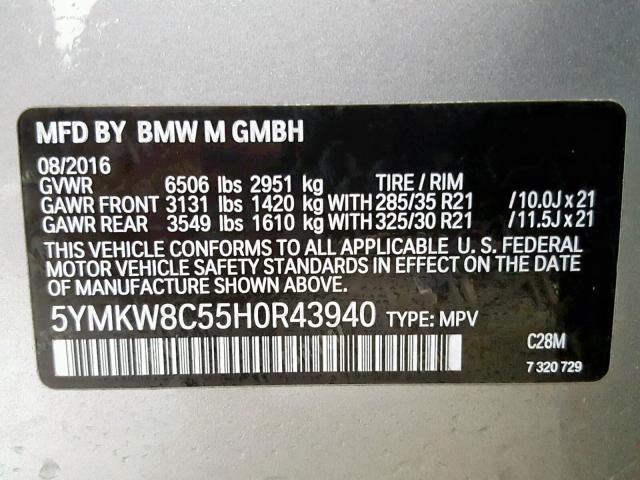 MFD BY BMW M GMBH
08/2016
GVWR 6506 lbs 2951 kg TIRE / RIM
GAWR FRONT 3131 lbs 1420 kg WITH 285/35 R21 / 10.0J x 21
GAWR REAR 3549 lbs 1610 kg WITH 325/30 R21 / 11.5J x 21
THIS VEHICLE CONFORMS TO ALL APPLICABLE U. S. FEDERAL
MOTOR VEHICLE SAFETY STANDARDS IN EFFECT ON THE DATE
OF MANUFACTURE SHOWN ABOVE.
5YMKW8C55H0R43940 TYPE: MPV
C28M
7 320 729